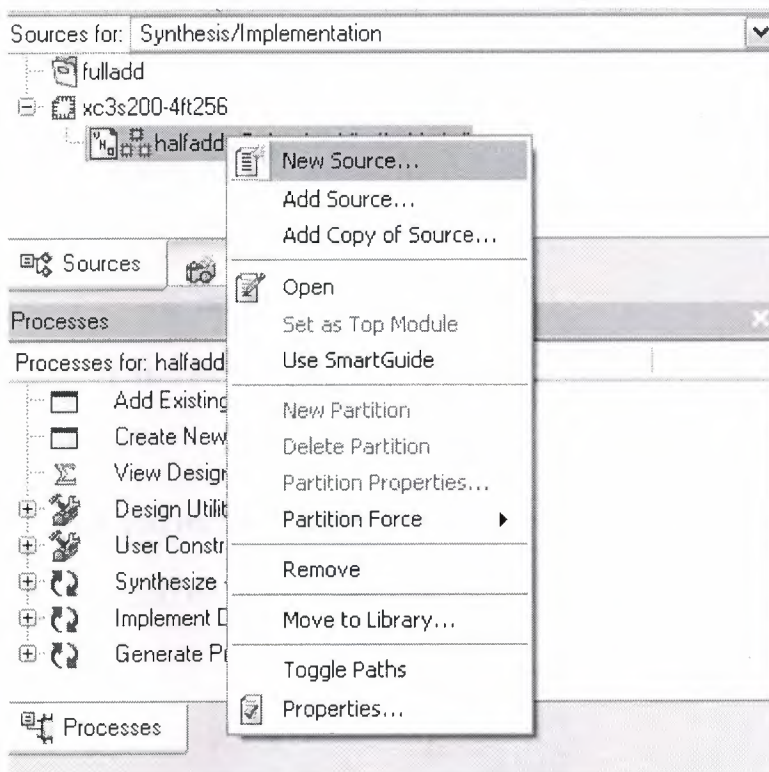 Sources for: Synthesis/Implementation
fulladd
xc3s200-4ft256
halfadd
New Source...
Add Source...
Add Copy of Source...
Sources
Open
Set as Top Module
Use SmartGuide
Processes
Processes for: halfadd
Add Existing
Create New
New Partition
Delete Partition
View Design
Partition Properties...
Design Utilit
Partition Force
User Constr
Synthesize -
Remove
Implement D
Move to Library...
Generate Pr
Toggle Paths
Properties...
Processes